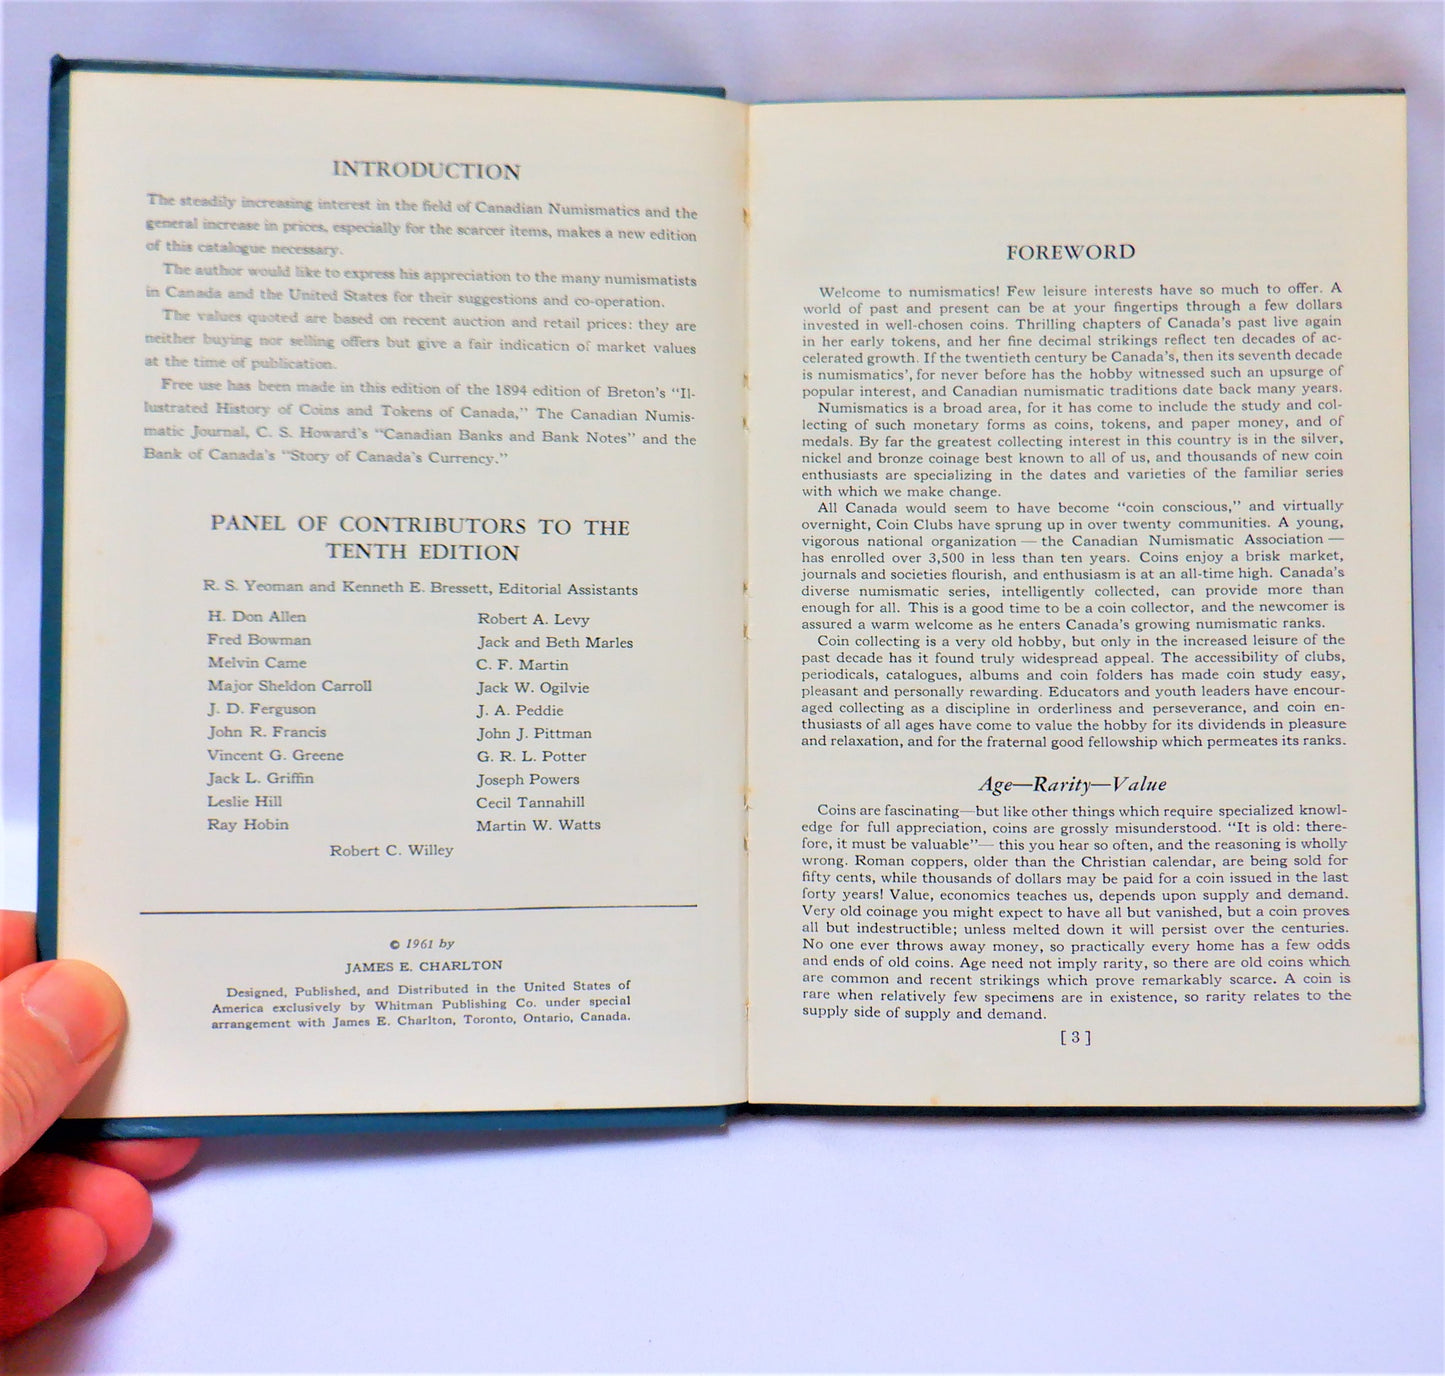 INTRODUCTION
The steadily increasing interest in the field of Canadian Numismatics and the
general increase in prices, especially for the scarcer items, makes a new edition
of this catalogue necessary.
The author would like to express his appreciation to the many numismatists
in Canada and the United States for their suggestions and co-operation.
The values quoted are based on recent auction and retail prices: they are
neither buying nor selling offers but give a fair indication of market values
at the time of publication.
Free use has been made in this edition of the 1894 edition of Breton's "Il-
lustrated History of Coins and Tokens of Canada," The Canadian Numis-
matic Journal, C. S. Howard's "Canadian Banks and Bank Notes" and the
Bank of Canada's "Story of Canada's Currency."
PANEL OF CONTRIBUTORS TO THE
TENTH EDITION
R. S. Yeoman and Kenneth E. Bressett, Editorial Assistants
H. Don Allen
Fred Bowman
Melvin Came
Major Sheldon Carroll
J. D. Ferguson
John R. Francis
Vincent G. Greene
Jack L. Griffin
Leslie Hill
Ray Hobin
Robert A. Levy
Jack and Beth Marles
C. F. Martin
Jack W. Ogilvie
J. A. Peddie
John J. Pittman
G. R. L. Potter
Joseph Powers
Cecil Tannahill
Martin W. Watts
Robert C. Willey
© 1961 by
JAMES E. CHARLTON
Designed, Published, and Distributed in the United States of
America exclusively by Whitman Publishing Co. under special
arrangement with James E. Charlton, Toronto, Ontario, Canada.
FOREWORD
Welcome to numismatics! Few leisure interests have so much to offer. A
world of past and present can be at your fingertips through a few dollars
invested in well-chosen coins. Thrilling chapters of Canada's past live again
in her early tokens, and her fine decimal strikings reflect ten decades of ac-
celerated growth. If the twentieth century be Canada's, then its seventh decade
is numismatics', for never before has the hobby witnessed such an upsurge of
popular interest, and Canadian numismatic traditions date back many years.
Numismatics is a broad area, for it has come to include the study and col-
lecting of such monetary forms as coins, tokens, and paper money, and of
medals. By far the greatest collecting interest in this country is in the silver,
nickel and bronze coinage best known to all of us, and thousands of new coin
enthusiasts are specializing in the dates and varieties of the familiar series
with which we make change.
All Canada would seem to have become "coin conscious," and virtually
overnight, Coin Clubs have sprung up in over twenty communities. A young,
vigorous national organization — the Canadian Numismatic Association —
has enrolled over 3,500 in less than ten years. Coins enjoy a brisk market,
journals and societies flourish, and enthusiasm is at an all-time high. Canada's
diverse numismatic series, intelligently collected, can provide more than
enough for all. This is a good time to be a coin collector, and the newcomer is
assured a warm welcome as he enters Canada's growing numismatic ranks.
Coin collecting is a very old hobby, but only in the increased leisure of the
past decade has it found truly widespread appeal. The accessibility of clubs,
periodicals, catalogues, albums and coin folders has made coin study easy,
pleasant and personally rewarding. Educators and youth leaders have encour-
aged collecting as a discipline in orderliness and perseverance, and coin en-
thusiasts of all ages have come to value the hobby for its dividends in pleasure
and relaxation, and for the fraternal good fellowship which permeates its ranks.
Age—Rarity—Value
Coins are fascinating—but like other things which require specialized knowl-
edge for full appreciation, coins are grossly misunderstood. "It is old: there-
fore, it must be valuable"— this you hear so often, and the reasoning is wholly
wrong. Roman coppers, older than the Christian calendar, are being sold for
fifty cents, while thousands of dollars may be paid for a coin issued in the last
forty years! Value, economics teaches us, depends upon supply and demand.
Very old coinage you might expect to have all but vanished, but a coin proves
all but indestructible; unless melted down it will persist over the centuries.
No one ever throws away money, so practically every home has a few odds
and ends of old coins. Age need not imply rarity, so there are old coins which
are common and recent strikings which prove remarkably scarce. A coin is
rare when relatively few specimens are in existence, so rarity relates to the
supply side of supply and demand.
[ 3 ]